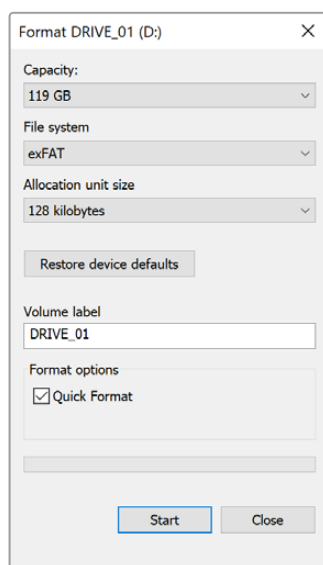 Format DRIVE_01 (D:)
Capacity:
119 GB
File system
exFAT
Allocation unit size
128 kilobytes
Restore device defaults
Volume label
DRIVE_01
Format options
Quick Format
Start Close